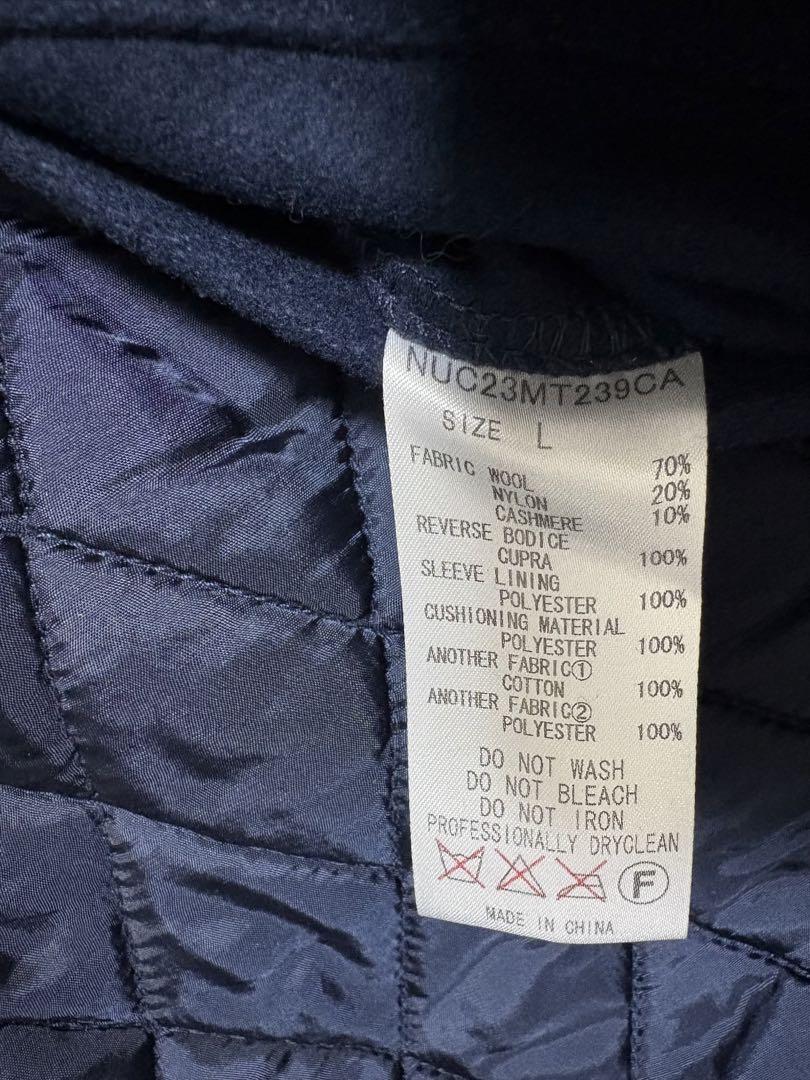 NUC23MT239CA
SIZE L
FABRIC WOOL 70%
NYLON 20%
CASHMERE 10%
REVERSE BODICE
CUPRA 100%
SLEEVE LINING
POLYESTER 100%
CUSHIONING MATERIAL
POLYESTER 100%
ANOTHER FABRIC①
COTTON 100%
ANOTHER FABRIC②
POLYESTER 100%
DO NOT WASH
DO NOT BLEACH
DO NOT IRON
PROFESSIONALLY DRYCLEAN
F
MADE IN CHINA